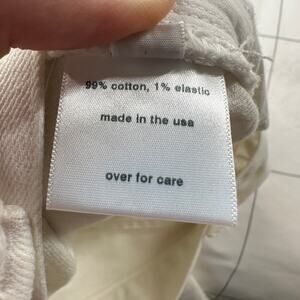 99% cotton, 1% elastic
made in the usa
over for care